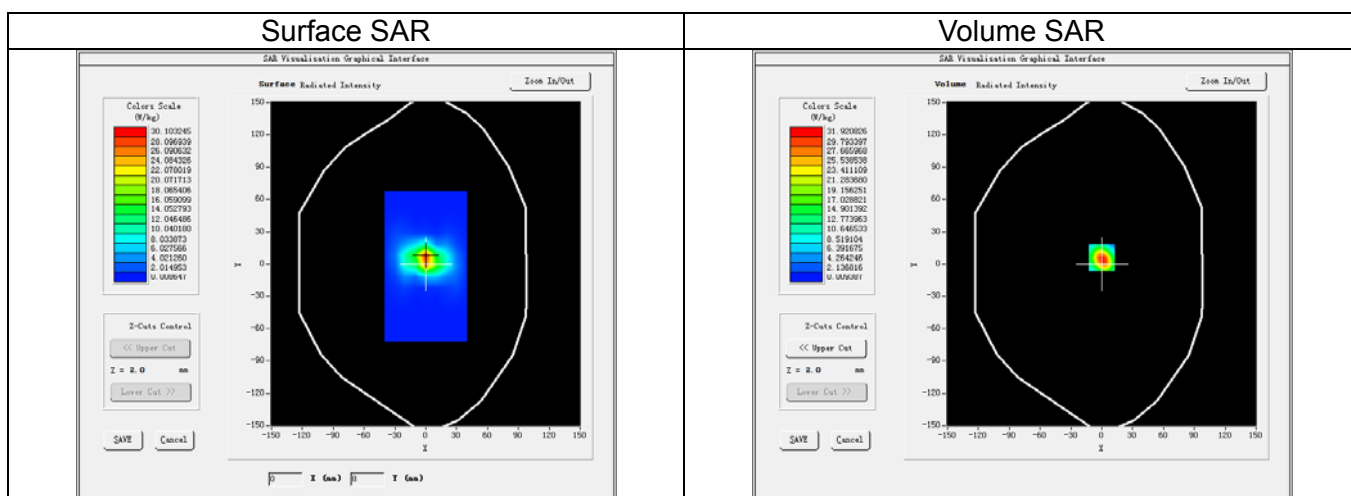 Surface SAR
Volume SAR
SAR Visualisation Graphical Interface
Surface Radiated Intensity
Zoom In/Out
Colors Scale
(W/kg)
30.103245
28.096939
26.090632
24.084326
22.078019
20.071713
18.065406
16.059099
14.052793
12.046486
10.040180
8.033873
6.027566
4.021260
2.014953
0.008647
Z-Cuts Control
<< Upper Cut
Z = 2.0 mm
Lower Cut >>
SAVE Cancel
150
120
90
60
30
0
-30
-60
-90
-120
-150
Y
-150 -120 -90 -60 -30 0 30 60 90 120 150
X
0 X (mm) 8 Y (mm)
SAR Visualisation Graphical Interface
Volume Radiated Intensity
Zoom In/Out
Colors Scale
(W/kg)
31.920826
29.793397
27.665968
25.538538
23.411109
21.283680
19.156251
17.028821
14.901392
12.773963
10.646533
8.519104
6.391675
4.264246
2.136816
0.009387
Z-Cuts Control
<< Upper Cut
Z = 2.0 mm
Lower Cut >>
SAVE Cancel
150
120
90
60
30
0
-30
-60
-90
-120
-150
Y
-150 -120 -90 -60 -30 0 30 60 90 120 150
X